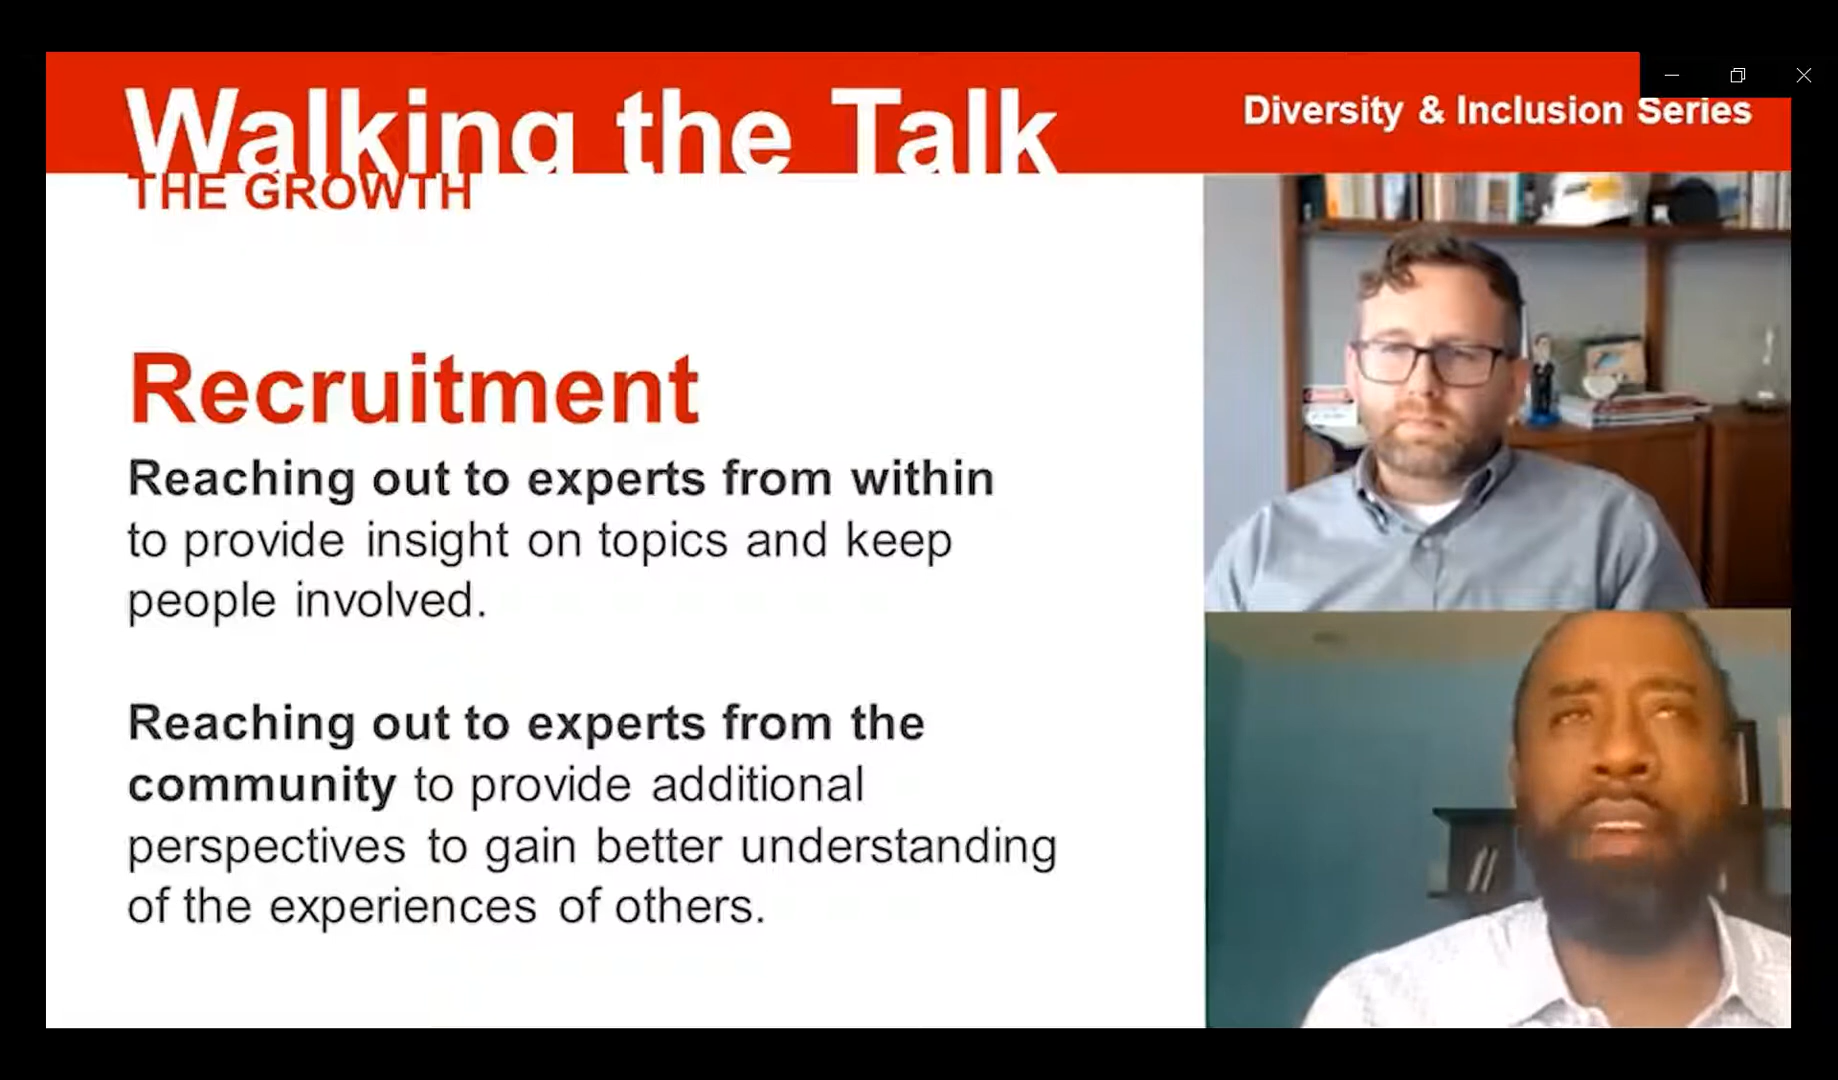 Walking the Talk
Diversity & Inclusion Series
THE GROWTH
Recruitment
Reaching out to experts from within
to provide insight on topics and keep
people involved.
Reaching out to experts from the
community to provide additional
perspectives to gain better understanding
of the experiences of others.